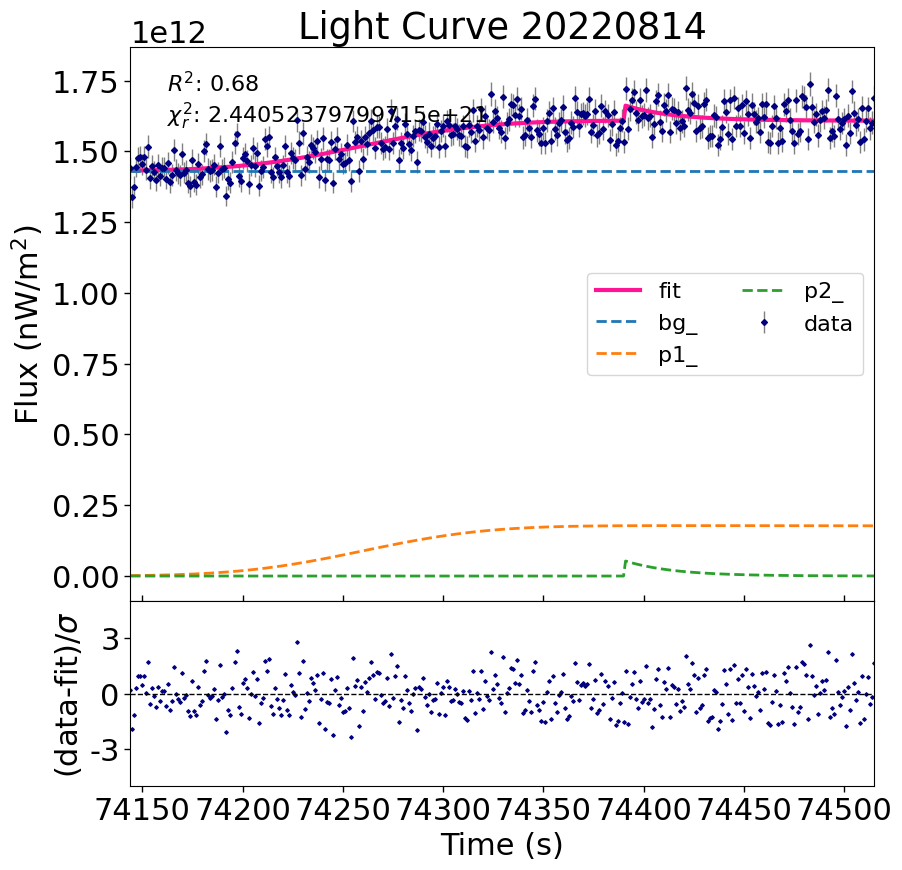 Light Curve 20220814
1e12
R²: 0.68
χ²ᵣ: 2.44052379799715e+21
1.75
1.50
1.25
1.00
0.75
0.50
0.25
0.00
Flux (nW/m²)
fit
bg_
p1_
p2_
data
3
0
-3
(data-fit)/σ
74150 74200 74250 74300 74350 74400 74450 74500
Time (s)